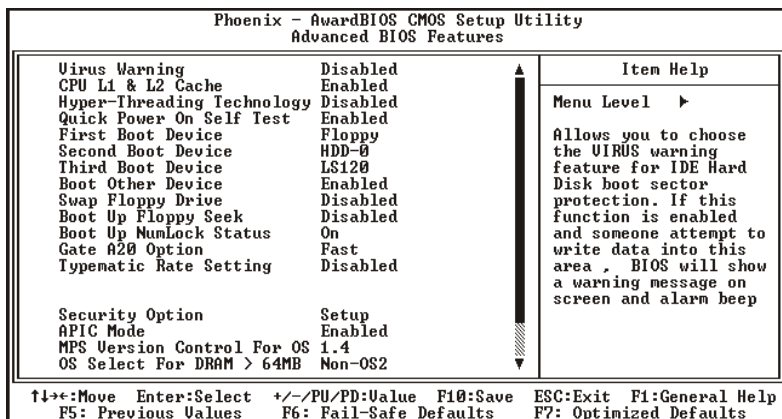 Phoenix - AwardBIOS CMOS Setup Utility
Advanced BIOS Features
Virus Warning Disabled
CPU L1 & L2 Cache Enabled
Hyper-Threading Technology Disabled
Quick Power On Self Test Enabled
First Boot Device Floppy
Second Boot Device HDD-0
Third Boot Device LS120
Boot Other Device Enabled
Swap Floppy Drive Disabled
Boot Up Floppy Seek Disabled
Boot Up NumLock Status On
Gate A20 Option Fast
Typematic Rate Setting Disabled
Security Option Setup
APIC Mode Enabled
MPS Version Control For OS 1.4
OS Select For DRAM > 64MB Non-OS2
Item Help
Menu Level ▶
Allows you to choose
the VIRUS warning
feature for IDE Hard
Disk boot sector
protection. If this
function is enabled
and someone attempt to
write data into this
area , BIOS will show
a warning message on
screen and alarm beep
↑↓→←:Move Enter:Select +/-/PU/PD:Value F10:Save ESC:Exit F1:General Help
F5: Previous Values F6: Fail-Safe Defaults F7: Optimized Defaults